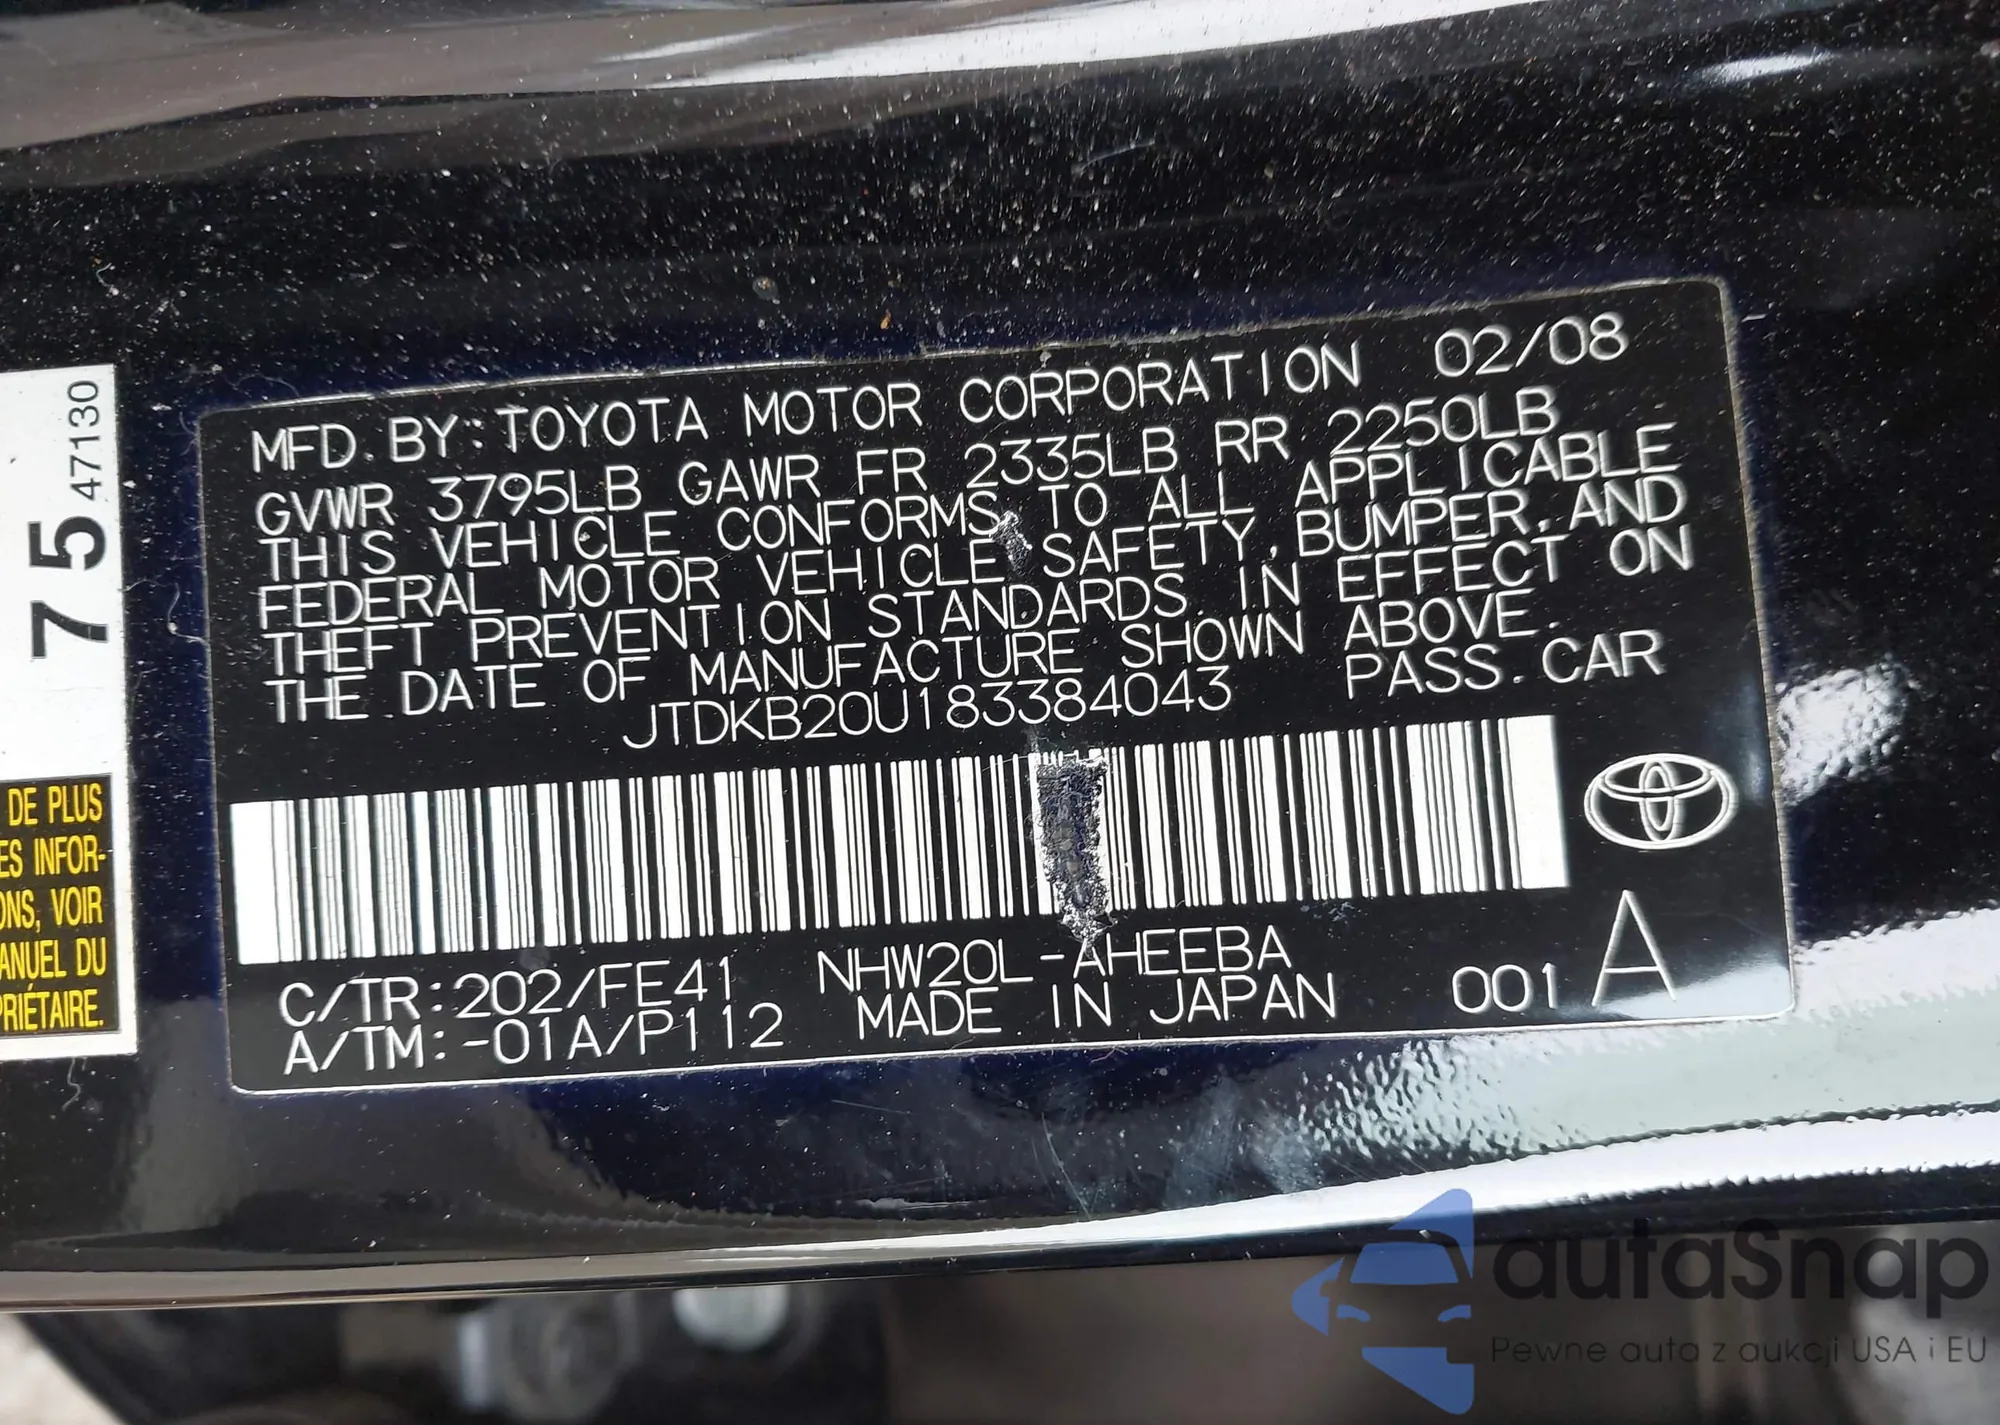 MFD. BY: TOYOTA MOTOR CORPORATION 02/08
GVWR 3795LB GAWR FR 2335LB RR 2250LB
THIS VEHICLE CONFORMS TO ALL APPLICABLE
FEDERAL MOTOR VEHICLE SAFETY, BUMPER, AND
THEFT PREVENTION STANDARDS IN EFFECT ON
THE DATE OF MANUFACTURE SHOWN ABOVE.
JTDKB20U183384043 PASS. CAR
C/TR:202/FE41 NHW20L-AHEEBA
A/TM:-01A/P112 MADE IN JAPAN 001 A
75 47130
DE PLUS
ES INFOR-
ONS, VOIR
ANUEL DU
PRIÉTAIRE.
autaSnap
Pewne auta z aukcji USA i EU